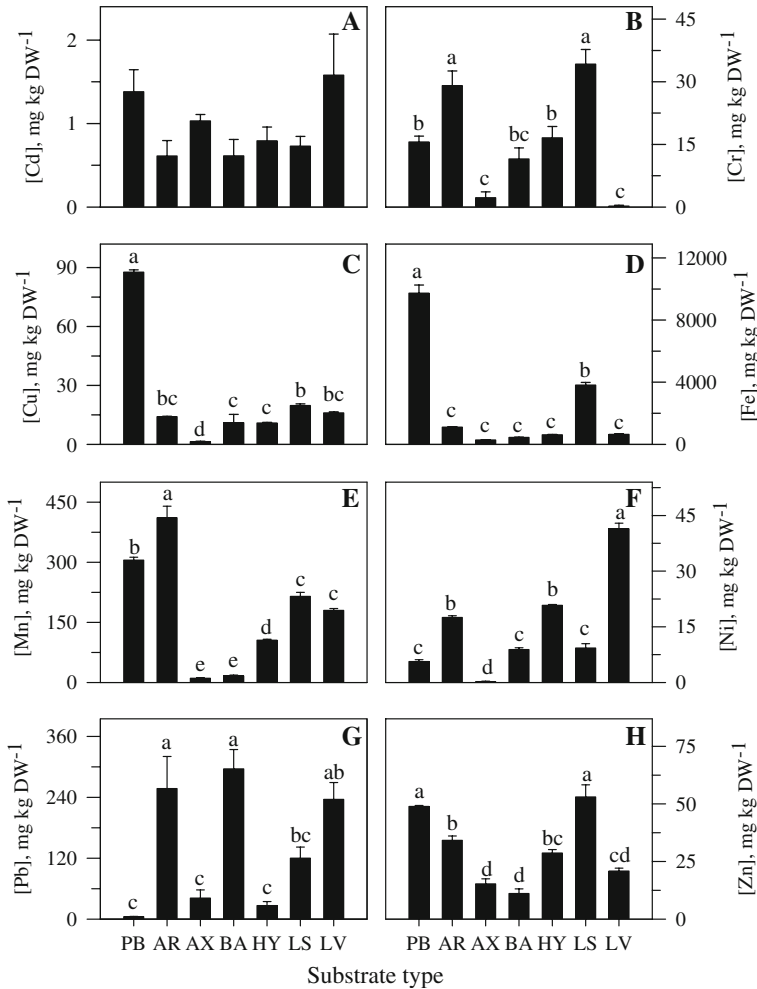 A
B
[Cd], mg kg DW-1
2
1
0
[Cr], mg kg DW-1
45
30
15
0
b
a
c
bc
b
a
c
C
D
[Cu], mg kg DW-1
90
60
30
0
a
bc
d
c
c
b
bc
[Fe], mg kg DW-1
12000
8000
4000
0
a
c
c
c
c
b
c
E
F
[Mn], mg kg DW-1
450
300
150
0
b
a
e
e
d
c
c
[Ni], mg kg DW-1
45
30
15
0
c
b
d
c
b
c
a
G
H
[Pb], mg kg DW-1
360
240
120
0
c
a
c
a
c
bc
ab
[Zn], mg kg DW-1
75
50
25
0
a
b
d
d
bc
a
cd
PB AR AX BA HY LS LV
PB AR AX BA HY LS LV
Substrate type